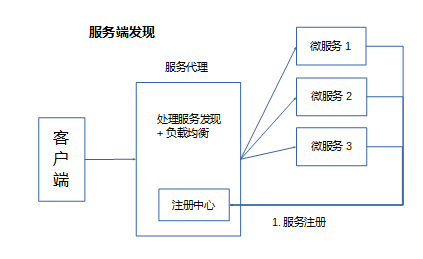 服务端发现
服务代理
微服务 1
处理服务发现
+ 负载均衡
微服务 2
客
户
端
微服务 3
注册中心
1. 服务注册